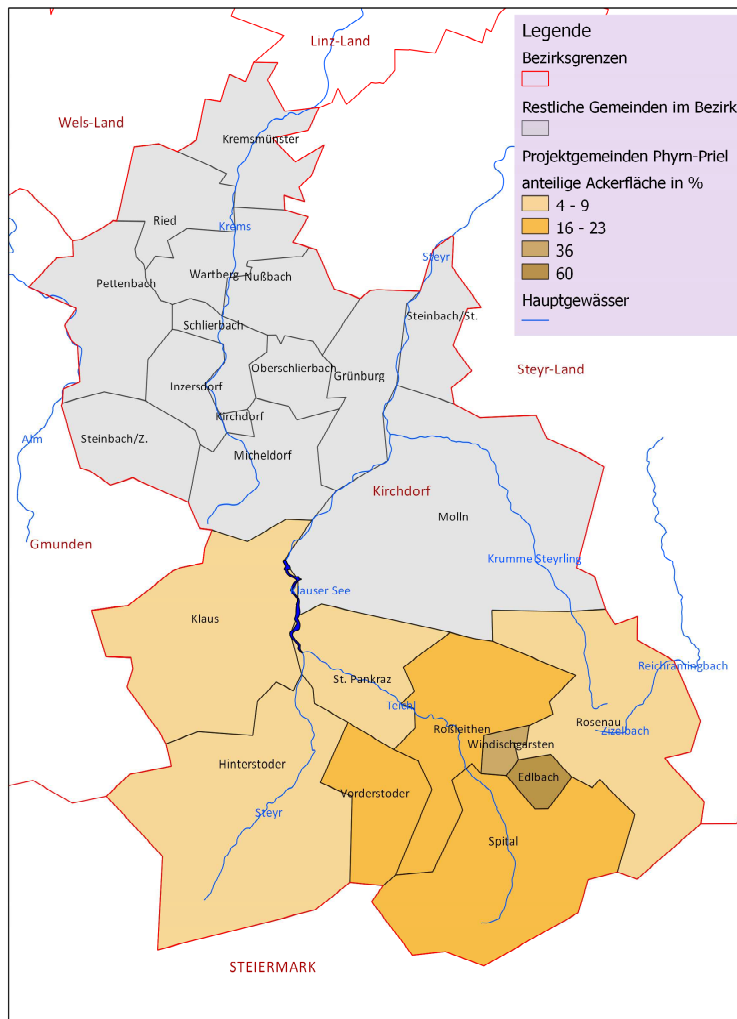 Linz-Land
Legende
Bezirksgrenzen
Restliche Gemeinden im Bezirk
Projektgemeinden Phyrn-Priel
anteilige Ackerfläche in %
4 - 9
16 - 23
36
60
Hauptgewässer
Wels-Land
Kremsmünster
Ried
Krems
Steyr
Wartberg
Nußbach
Pettenbach
Schlierbach
Steinbach/St.
Oberschlierbach
Grünburg
Steyr-Land
Inzersdorf
Kirchdorf
Alm
Steinbach/Z.
Micheldorf
Kirchdorf
Molln
Gmunden
Krumme Steyrling
Klauser See
Klaus
Reichramingbach
St. Pankraz
Teichl
Rosenau
Roßleithen
Zizelbach
Windischgarsten
Hinterstoder
Edlbach
Vorderstoder
Steyr
Spital
STEIERMARK